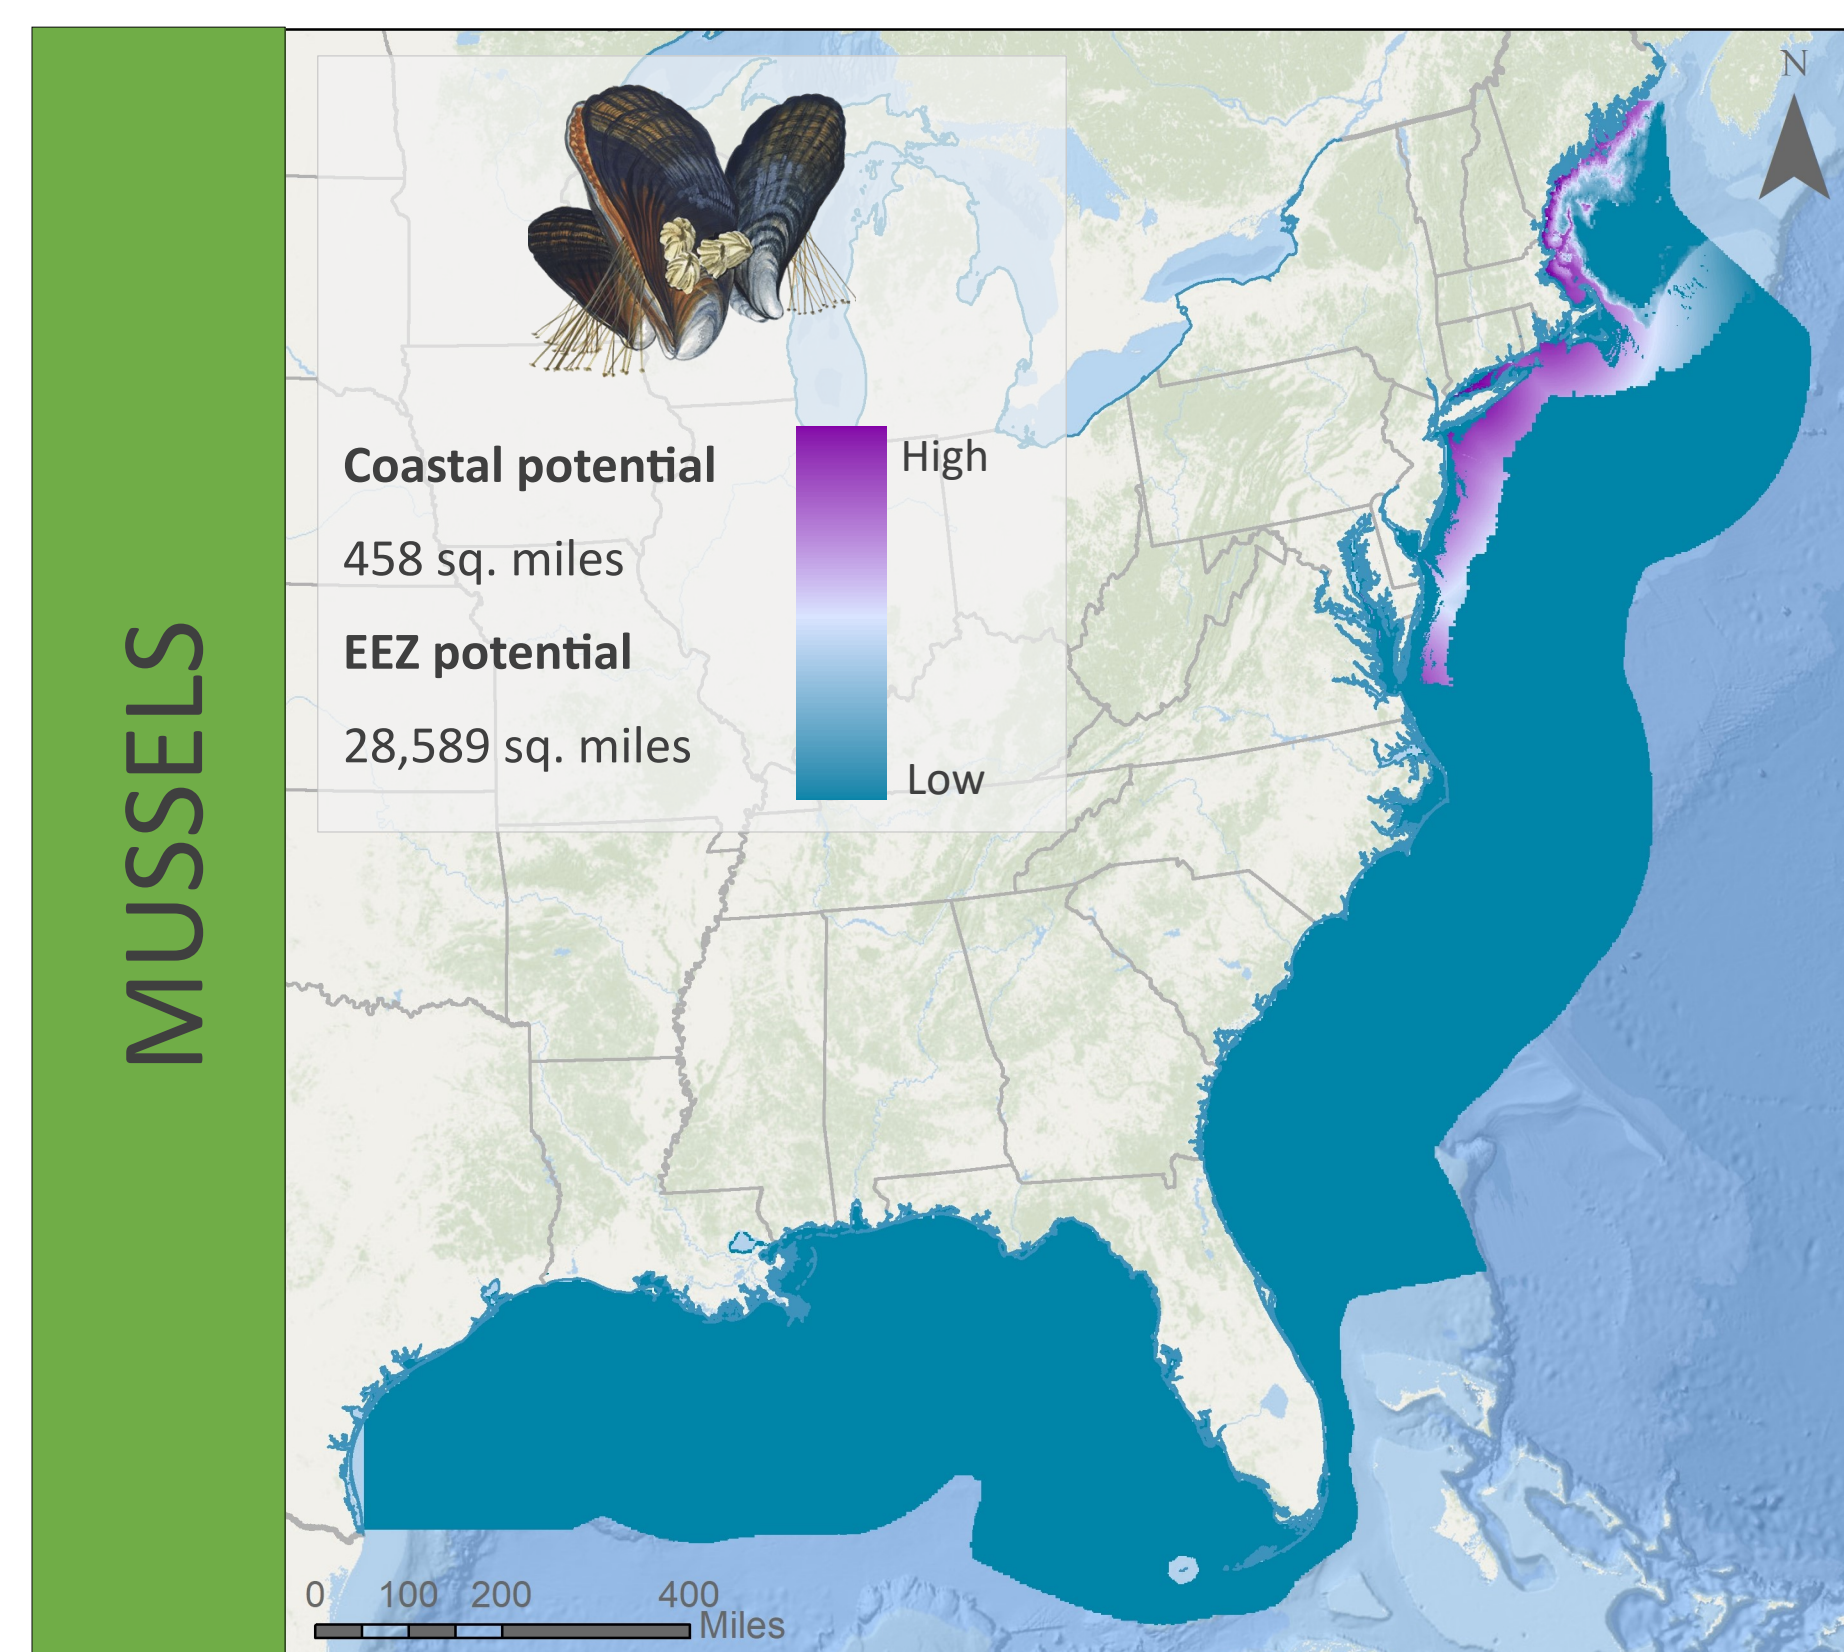 MUSSELS
N
Coastal potential
458 sq. miles
EEZ potential
28,589 sq. miles
High
Low
0 100 200 400
Miles